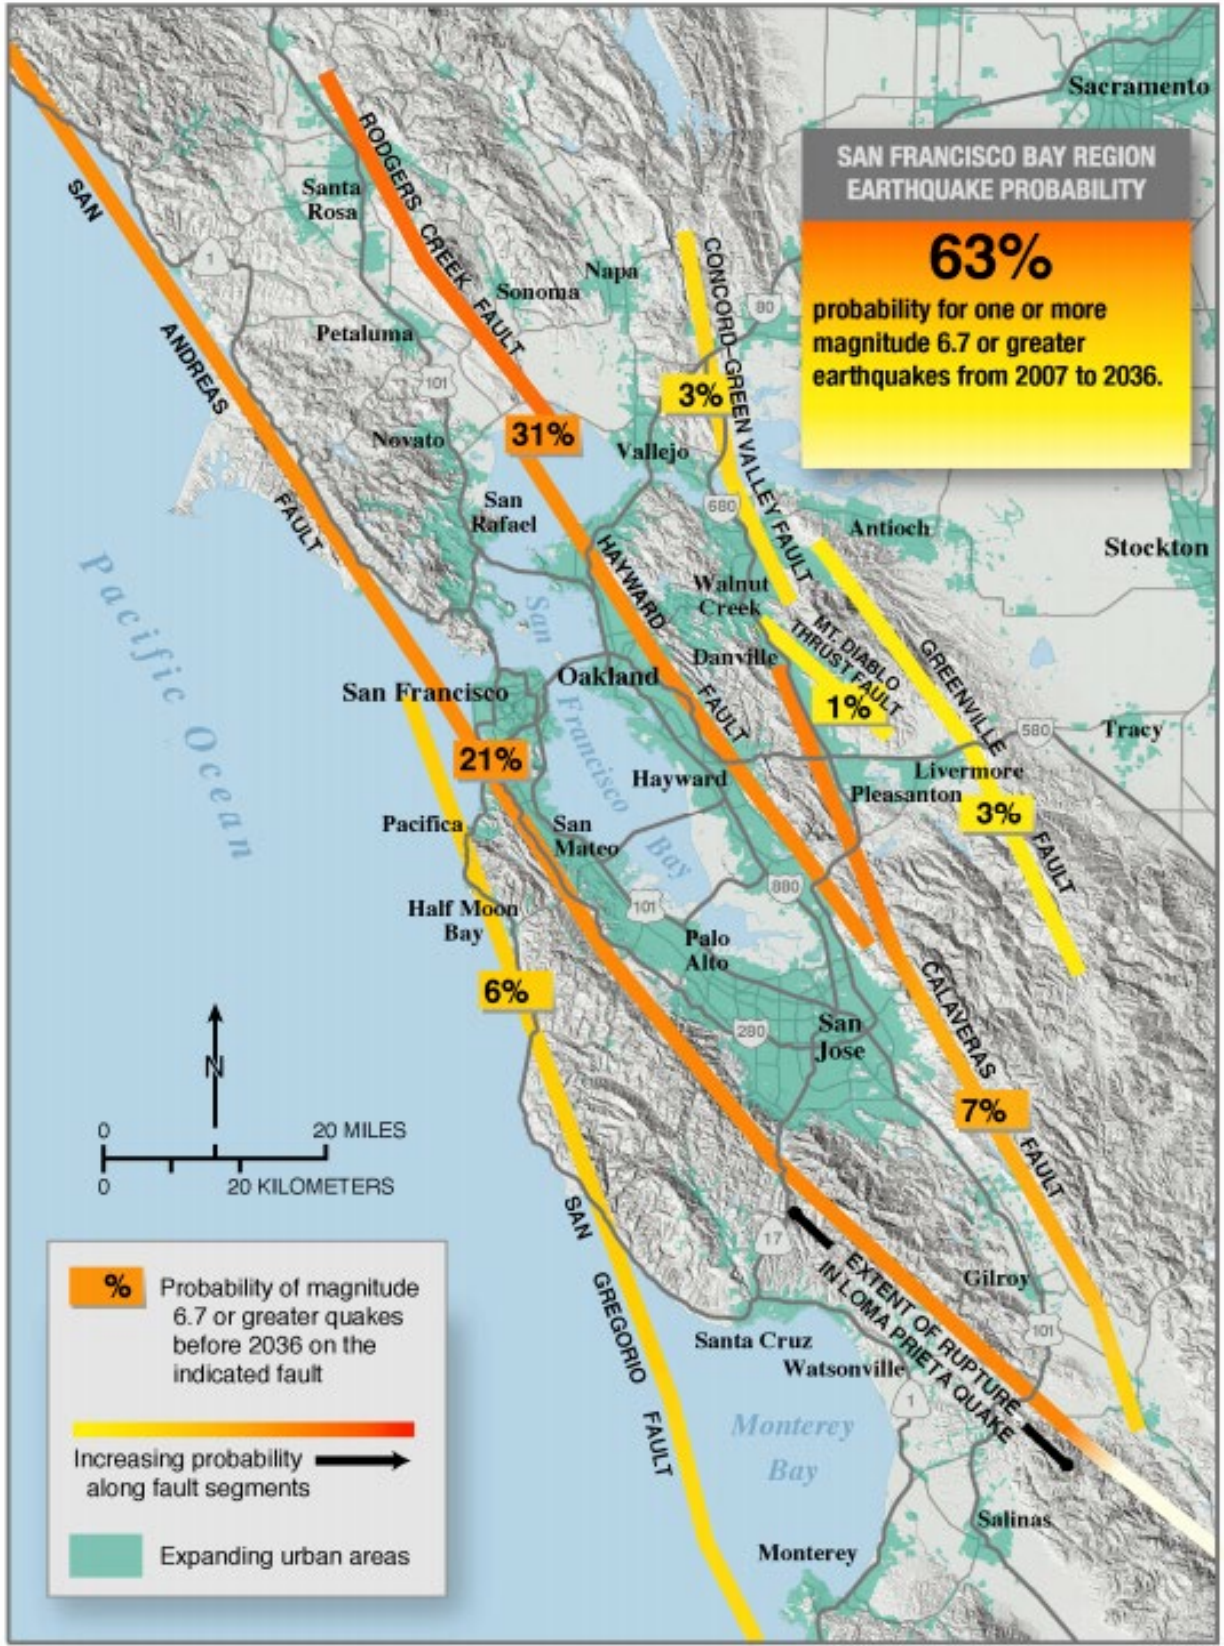 Sacramento
SAN FRANCISCO BAY REGION
EARTHQUAKE PROBABILITY
63%
probability for one or more
magnitude 6.7 or greater
earthquakes from 2007 to 2036.
RODGERS CREEK FAULT
SAN ANDREAS FAULT
Santa
Rosa
1
Napa
Sonoma
CONCORD–GREEN VALLEY FAULT
80
Petaluma
101
3%
31%
Novato
Vallejo
San
Rafael
680
Antioch
Stockton
HAYWARD FAULT
Walnut
Creek
MT. DIABLO
THRUST FAULT
Danville
1%
GREENVILLE FAULT
Pacific Ocean
San Francisco Bay
Oakland
San Francisco
580
Tracy
21%
Hayward
Livermore
Pleasanton
3%
Pacifica
San
Mateo
880
101
Half Moon
Bay
Palo
Alto
6%
CALAVERAS FAULT
280
San
Jose
N
7%
0 20 MILES
0 20 KILOMETERS
SAN GREGORIO FAULT
17
EXTENT OF RUPTURE
IN LOMA PRIETA QUAKE
Gilroy
101
Santa Cruz
Watsonville
1
Monterey
Bay
Salinas
Monterey
% Probability of magnitude
6.7 or greater quakes
before 2036 on the
indicated fault
Increasing probability
along fault segments
Expanding urban areas